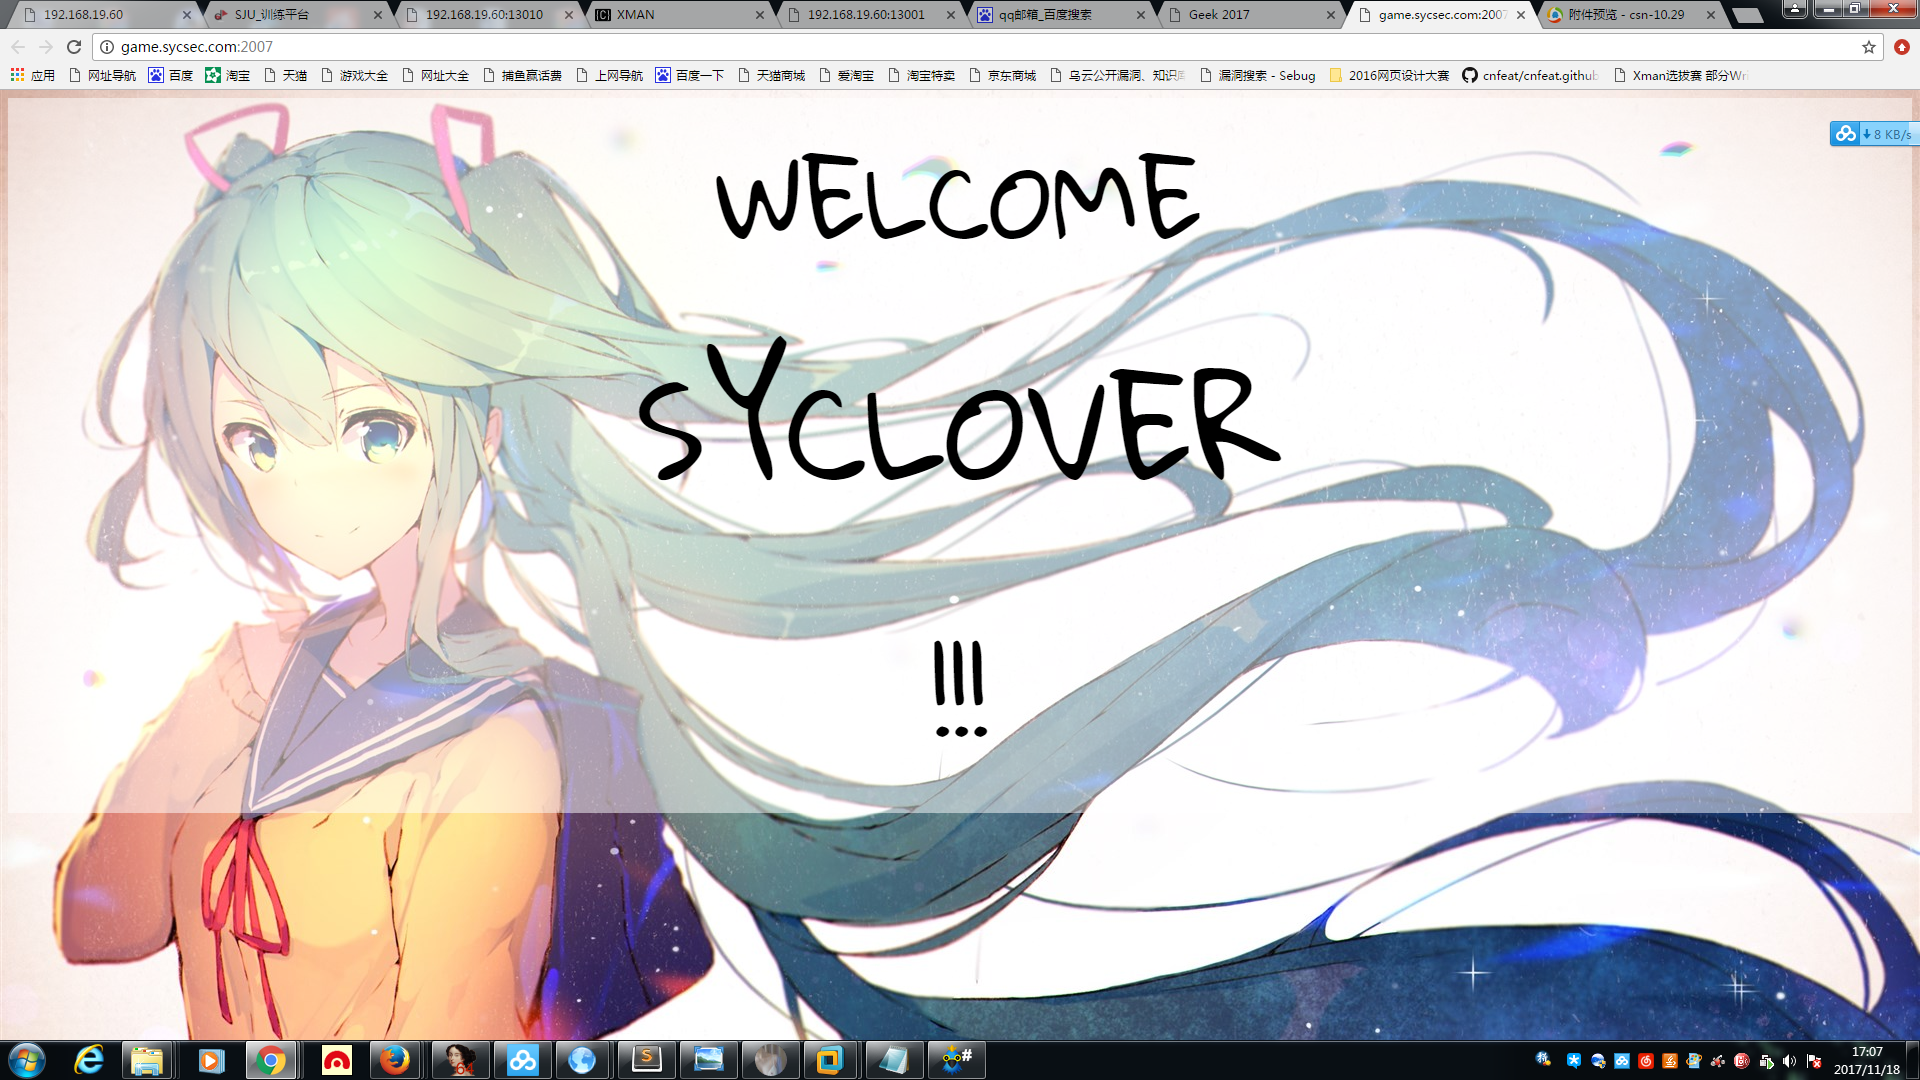 192.168.19.60
SJU_训练平台
192.168.19.60:13010
XMAN
192.168.19.60:13001
qq邮箱_百度搜索
Geek 2017
game.sycsec.com:2007
附件预览 - csn-10.29
game.sycsec.com:2007
应用
网址导航
百度
淘宝
天猫
游戏大全
网址大全
捕鱼赢话费
上网导航
百度一下
天猫商城
爱淘宝
淘宝特卖
京东商城
乌云公开漏洞、知识库
漏洞搜索 - Sebug
2016网页设计大赛
cnfeat/cnfeat.github
Xman选拔赛 部分Wri
8 KB/s
WELCOME
SYCLOVER
!!!
64
17:07
2017/11/18